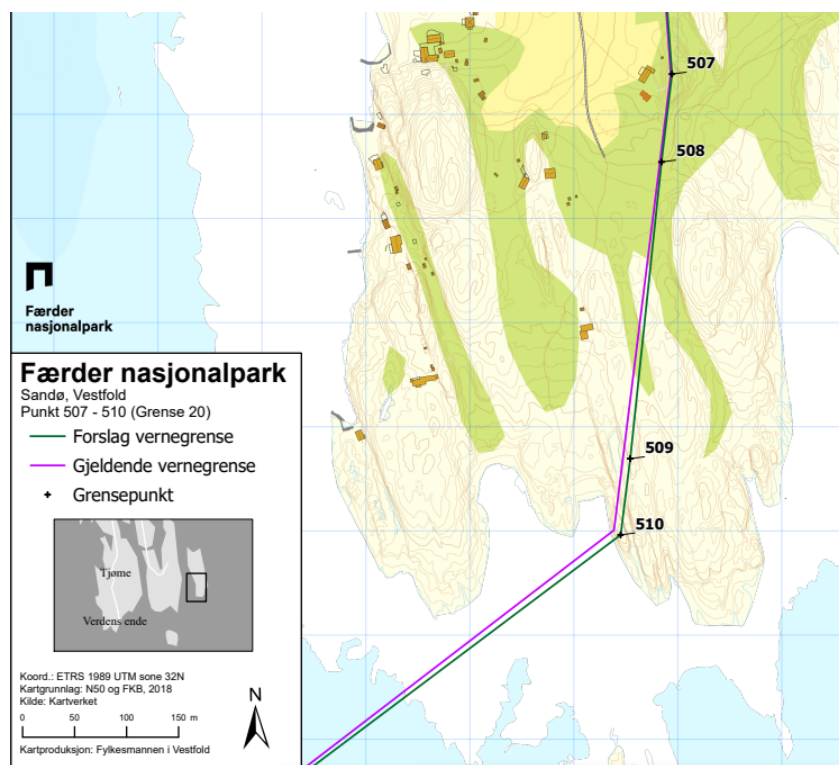 507
508
Færder
nasjonalpark
Færder nasjonalpark
Sandø, Vestfold
Punkt 507 - 510 (Grense 20)
Forslag vernegrense
Gjeldende vernegrense
Grensepunkt
509
510
Tjøme
Verdens ende
Koord.: ETRS 1989 UTM sone 32N
Kartgrunnlag: N50 og FKB, 2018
Kilde: Kartverket
N
0 50 100 150 m
Kartproduksjon: Fylkesmannen i Vestfold